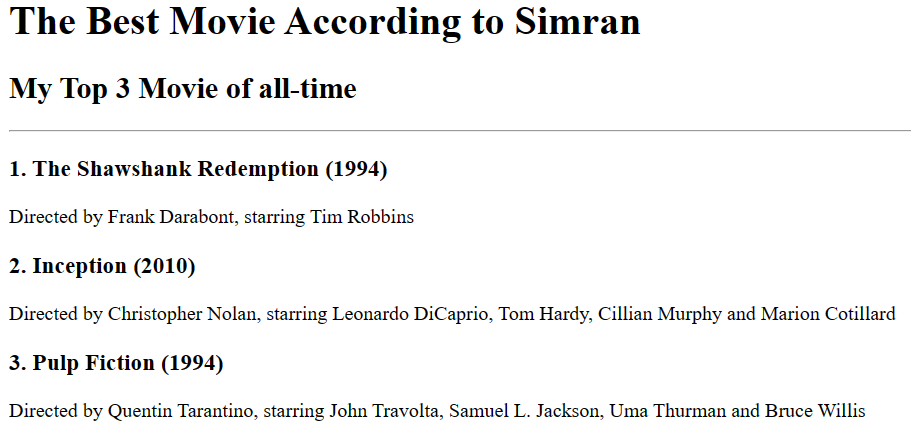 The Best Movie According to Simran
My Top 3 Movie of all-time
1. The Shawshank Redemption (1994)
Directed by Frank Darabont, starring Tim Robbins
2. Inception (2010)
Directed by Christopher Nolan, starring Leonardo DiCaprio, Tom Hardy, Cillian Murphy and Marion Cotillard
3. Pulp Fiction (1994)
Directed by Quentin Tarantino, starring John Travolta, Samuel L. Jackson, Uma Thurman and Bruce Willis